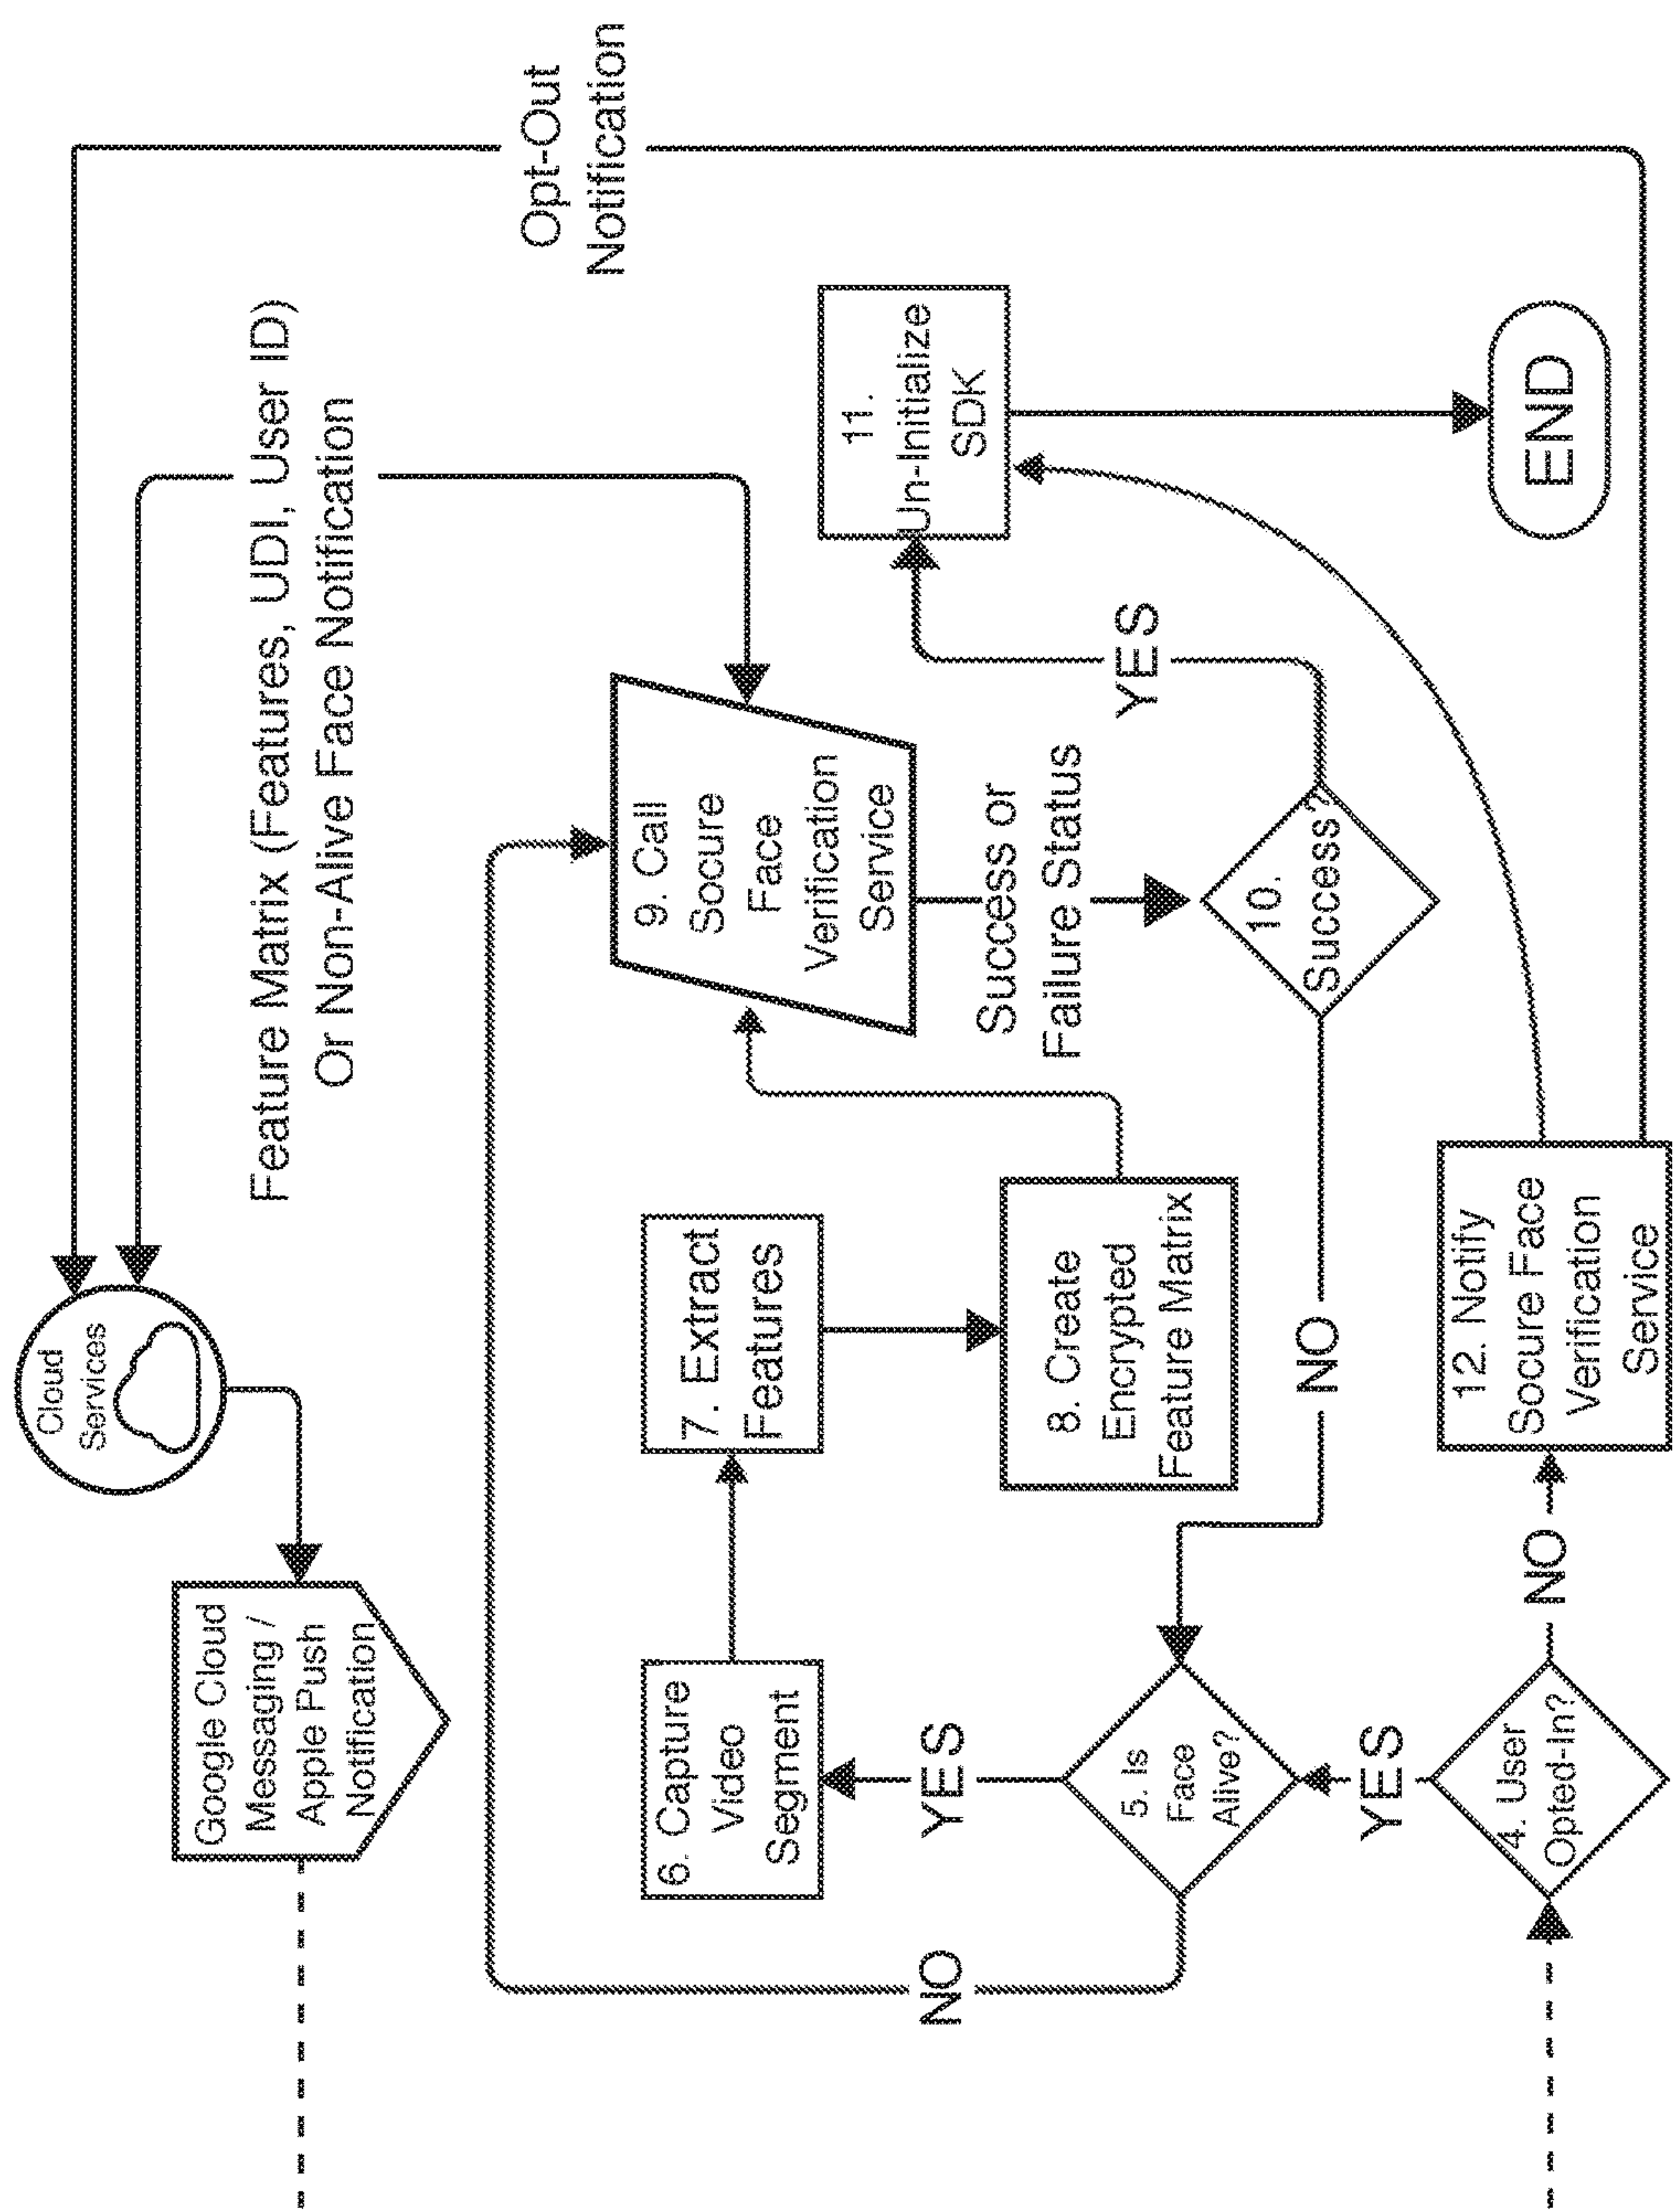 Cloud
Services
Google Cloud
Messaging /
Apple Push
Notification
Opt-Out
Notification
Feature Matrix (Features, UDI, User ID)
Or Non-Alive Face Notification
6. Capture
Video
Segment
7. Extract
Features
9. Call
Socure
Face
Verification
Service
11.
Un-Initialize
SDK
8. Create
Encrypted
Feature Matrix
Success or
Failure Status
YES
NO
YES
5. Is
Face
Alive?
NO
10.
Success?
YES
4. User
Opted-In?
NO
12. Notify
Socure Face
Verification
Service
END